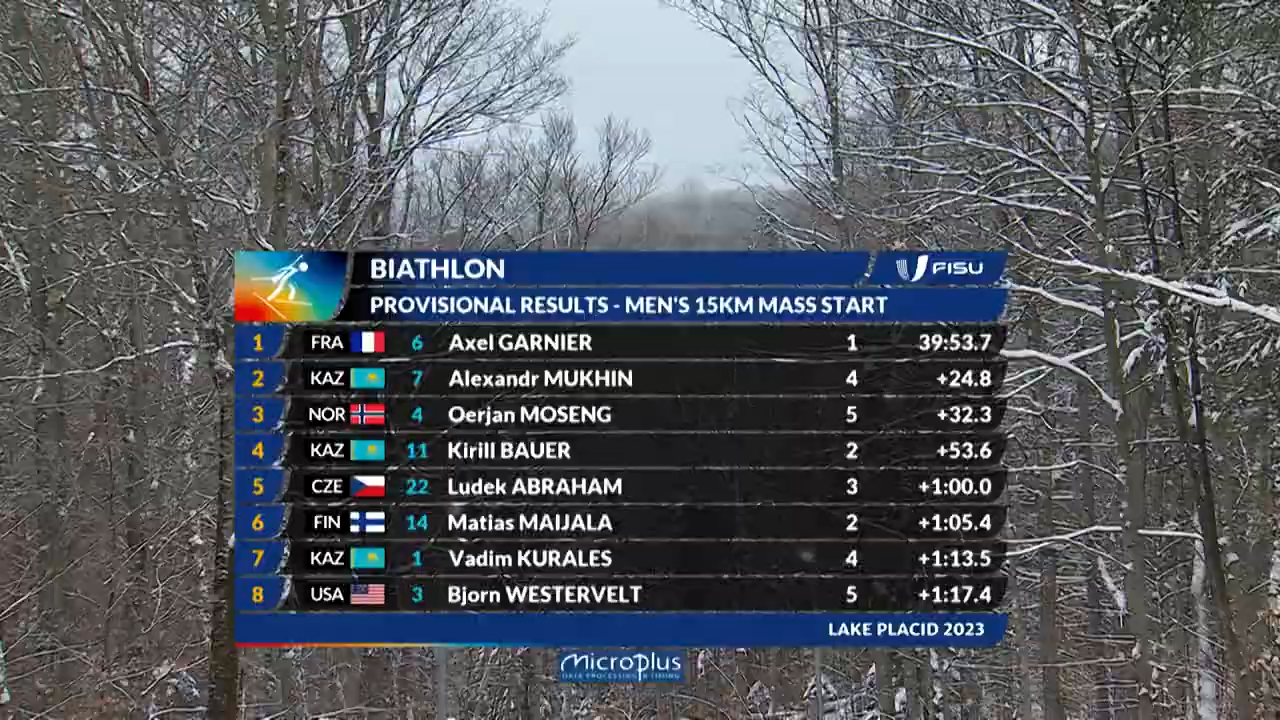 BIATHLON FISU
PROVISIONAL RESULTS - MEN'S 15KM MASS START
1 FRA 6 Axel GARNIER 1 39:53.7
2 KAZ 7 Alexandr MUKHIN 4 +24.8
3 NOR 4 Oerjan MOSENG 5 +32.3
4 KAZ 11 Kirill BAUER 2 +53.6
5 CZE 22 Ludek ABRAHAM 3 +1:00.0
6 FIN 14 Matias MAIJALA 2 +1:05.4
7 KAZ 1 Vadim KURALES 4 +1:13.5
8 USA 3 Bjorn WESTERVELT 5 +1:17.4
LAKE PLACID 2023
Microplus
DATA PROCESSING & TIMING